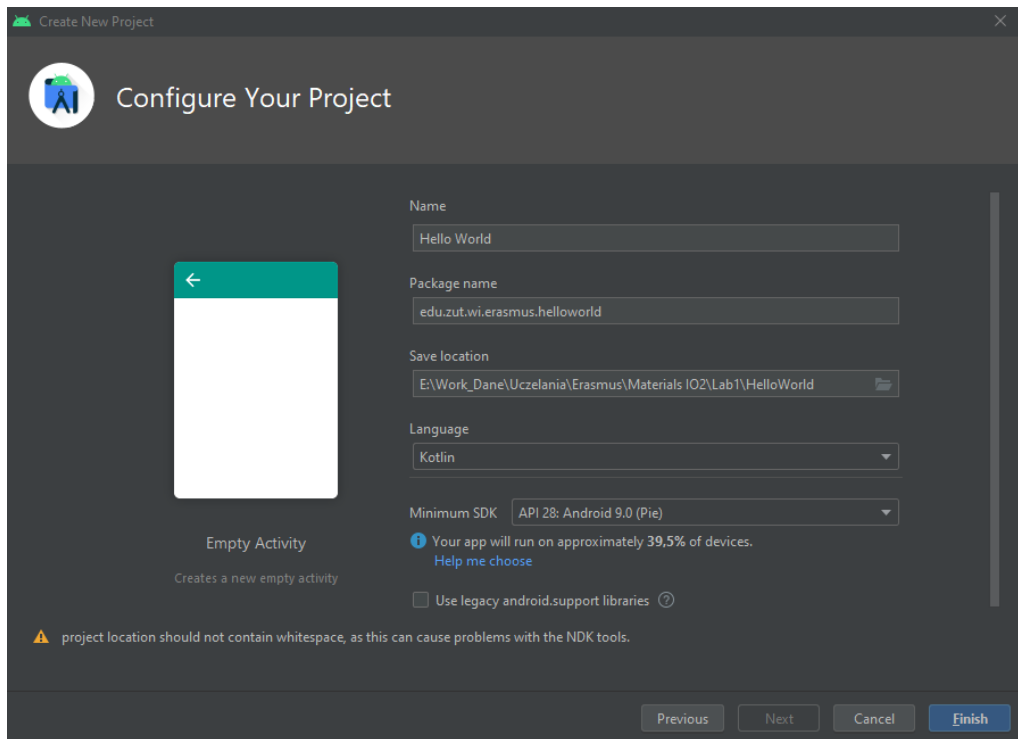 Create New Project
Configure Your Project
Name
Hello World
Package name
edu.zut.wi.erasmus.helloworld
Save location
E:\Work_Dane\Uczelania\Erasmus\Materials IO2\Lab1\HelloWorld
Language
Kotlin
Minimum SDK API 28: Android 9.0 (Pie)
Your app will run on approximately 39,5% of devices.
Help me choose
Use legacy android.support libraries
Empty Activity
Creates a new empty activity
project location should not contain whitespace, as this can cause problems with the NDK tools.
Previous Next Cancel Finish